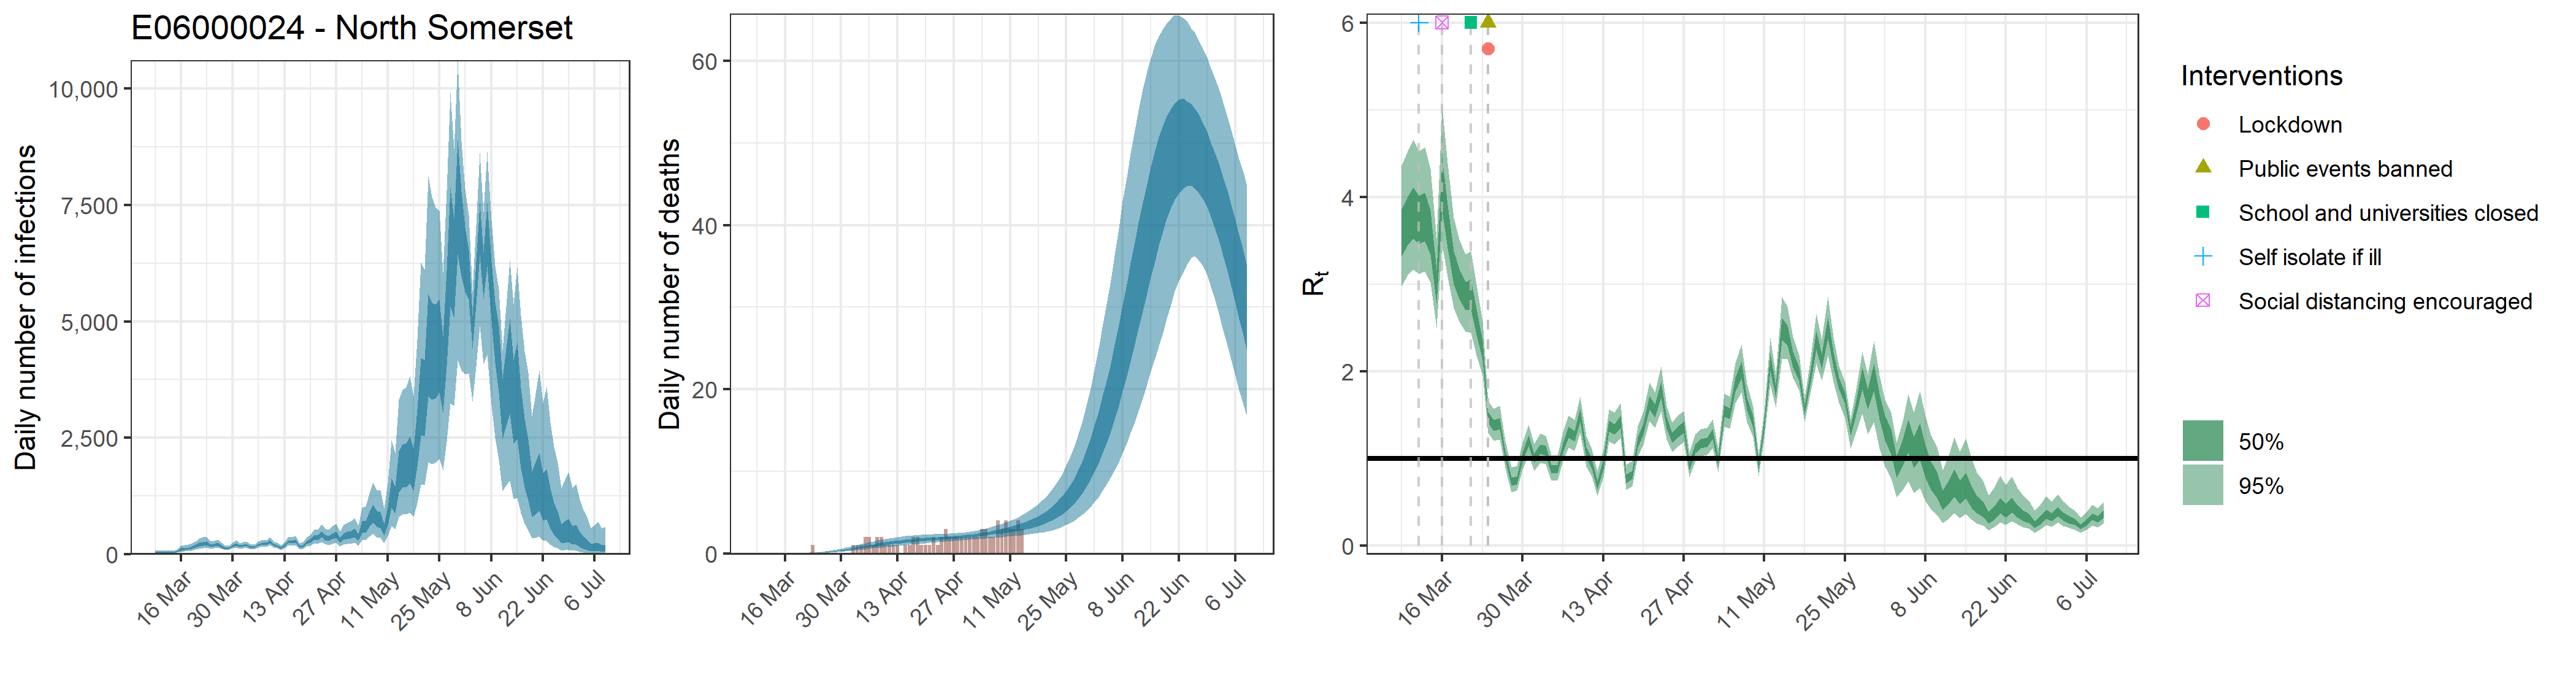 E06000024 - North Somerset
Daily number of infections
10,000
7,500
5,000
2,500
0
16 Mar
30 Mar
13 Apr
27 Apr
11 May
25 May
8 Jun
22 Jun
6 Jul
Daily number of deaths
60
40
20
0
16 Mar
30 Mar
13 Apr
27 Apr
11 May
25 May
8 Jun
22 Jun
6 Jul
Rt
6
4
2
0
16 Mar
30 Mar
13 Apr
27 Apr
11 May
25 May
8 Jun
22 Jun
6 Jul
Interventions
Lockdown
Public events banned
School and universities closed
Self isolate if ill
Social distancing encouraged
50%
95%